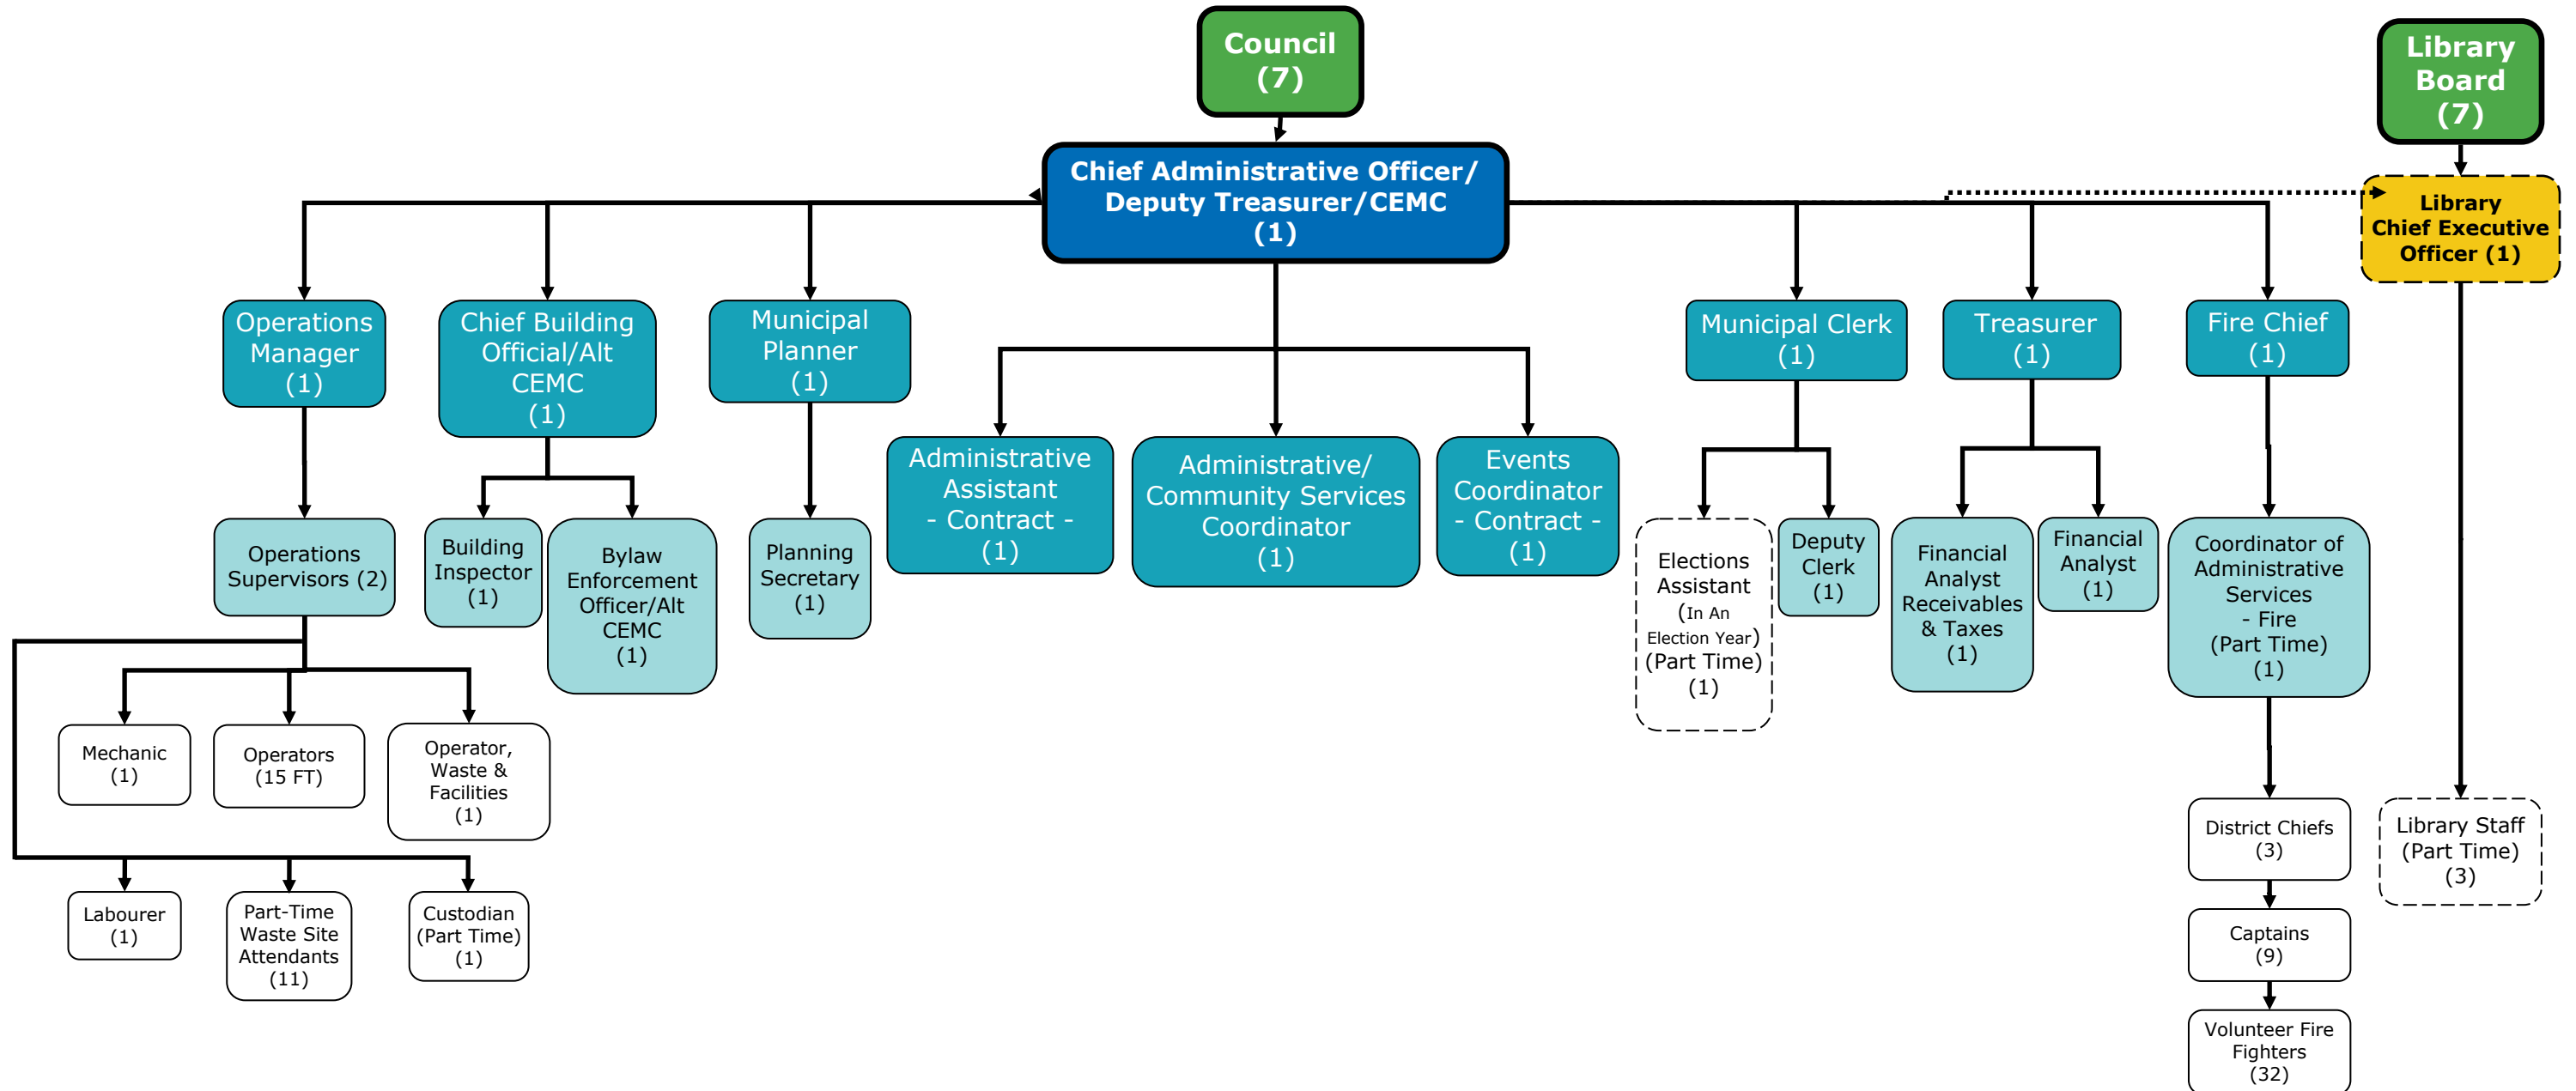 Council
(7)
Library
Board
(7)
Chief Administrative Officer/
Deputy Treasurer/CEMC
(1)
Library
Chief Executive
Officer (1)
Operations
Manager
(1)
Chief Building
Official/Alt
CEMC
(1)
Municipal
Planner
(1)
Municipal Clerk
(1)
Treasurer
(1)
Fire Chief
(1)
Administrative
Assistant
- Contract -
(1)
Administrative/
Community Services
Coordinator
(1)
Events
Coordinator
- Contract -
(1)
Operations
Supervisors (2)
Building
Inspector
(1)
Bylaw
Enforcement
Officer/Alt
CEMC
(1)
Planning
Secretary
(1)
Elections
Assistant
(In An
Election Year)
(Part Time)
(1)
Deputy
Clerk
(1)
Financial
Analyst
Receivables
& Taxes
(1)
Financial
Analyst
(1)
Coordinator of
Administrative
Services
- Fire
(Part Time)
(1)
Mechanic
(1)
Operators
(15 FT)
Operator,
Waste &
Facilities
(1)
District Chiefs
(3)
Library Staff
(Part Time)
(3)
Labourer
(1)
Part-Time
Waste Site
Attendants
(11)
Custodian
(Part Time)
(1)
Captains
(9)
Volunteer Fire
Fighters
(32)